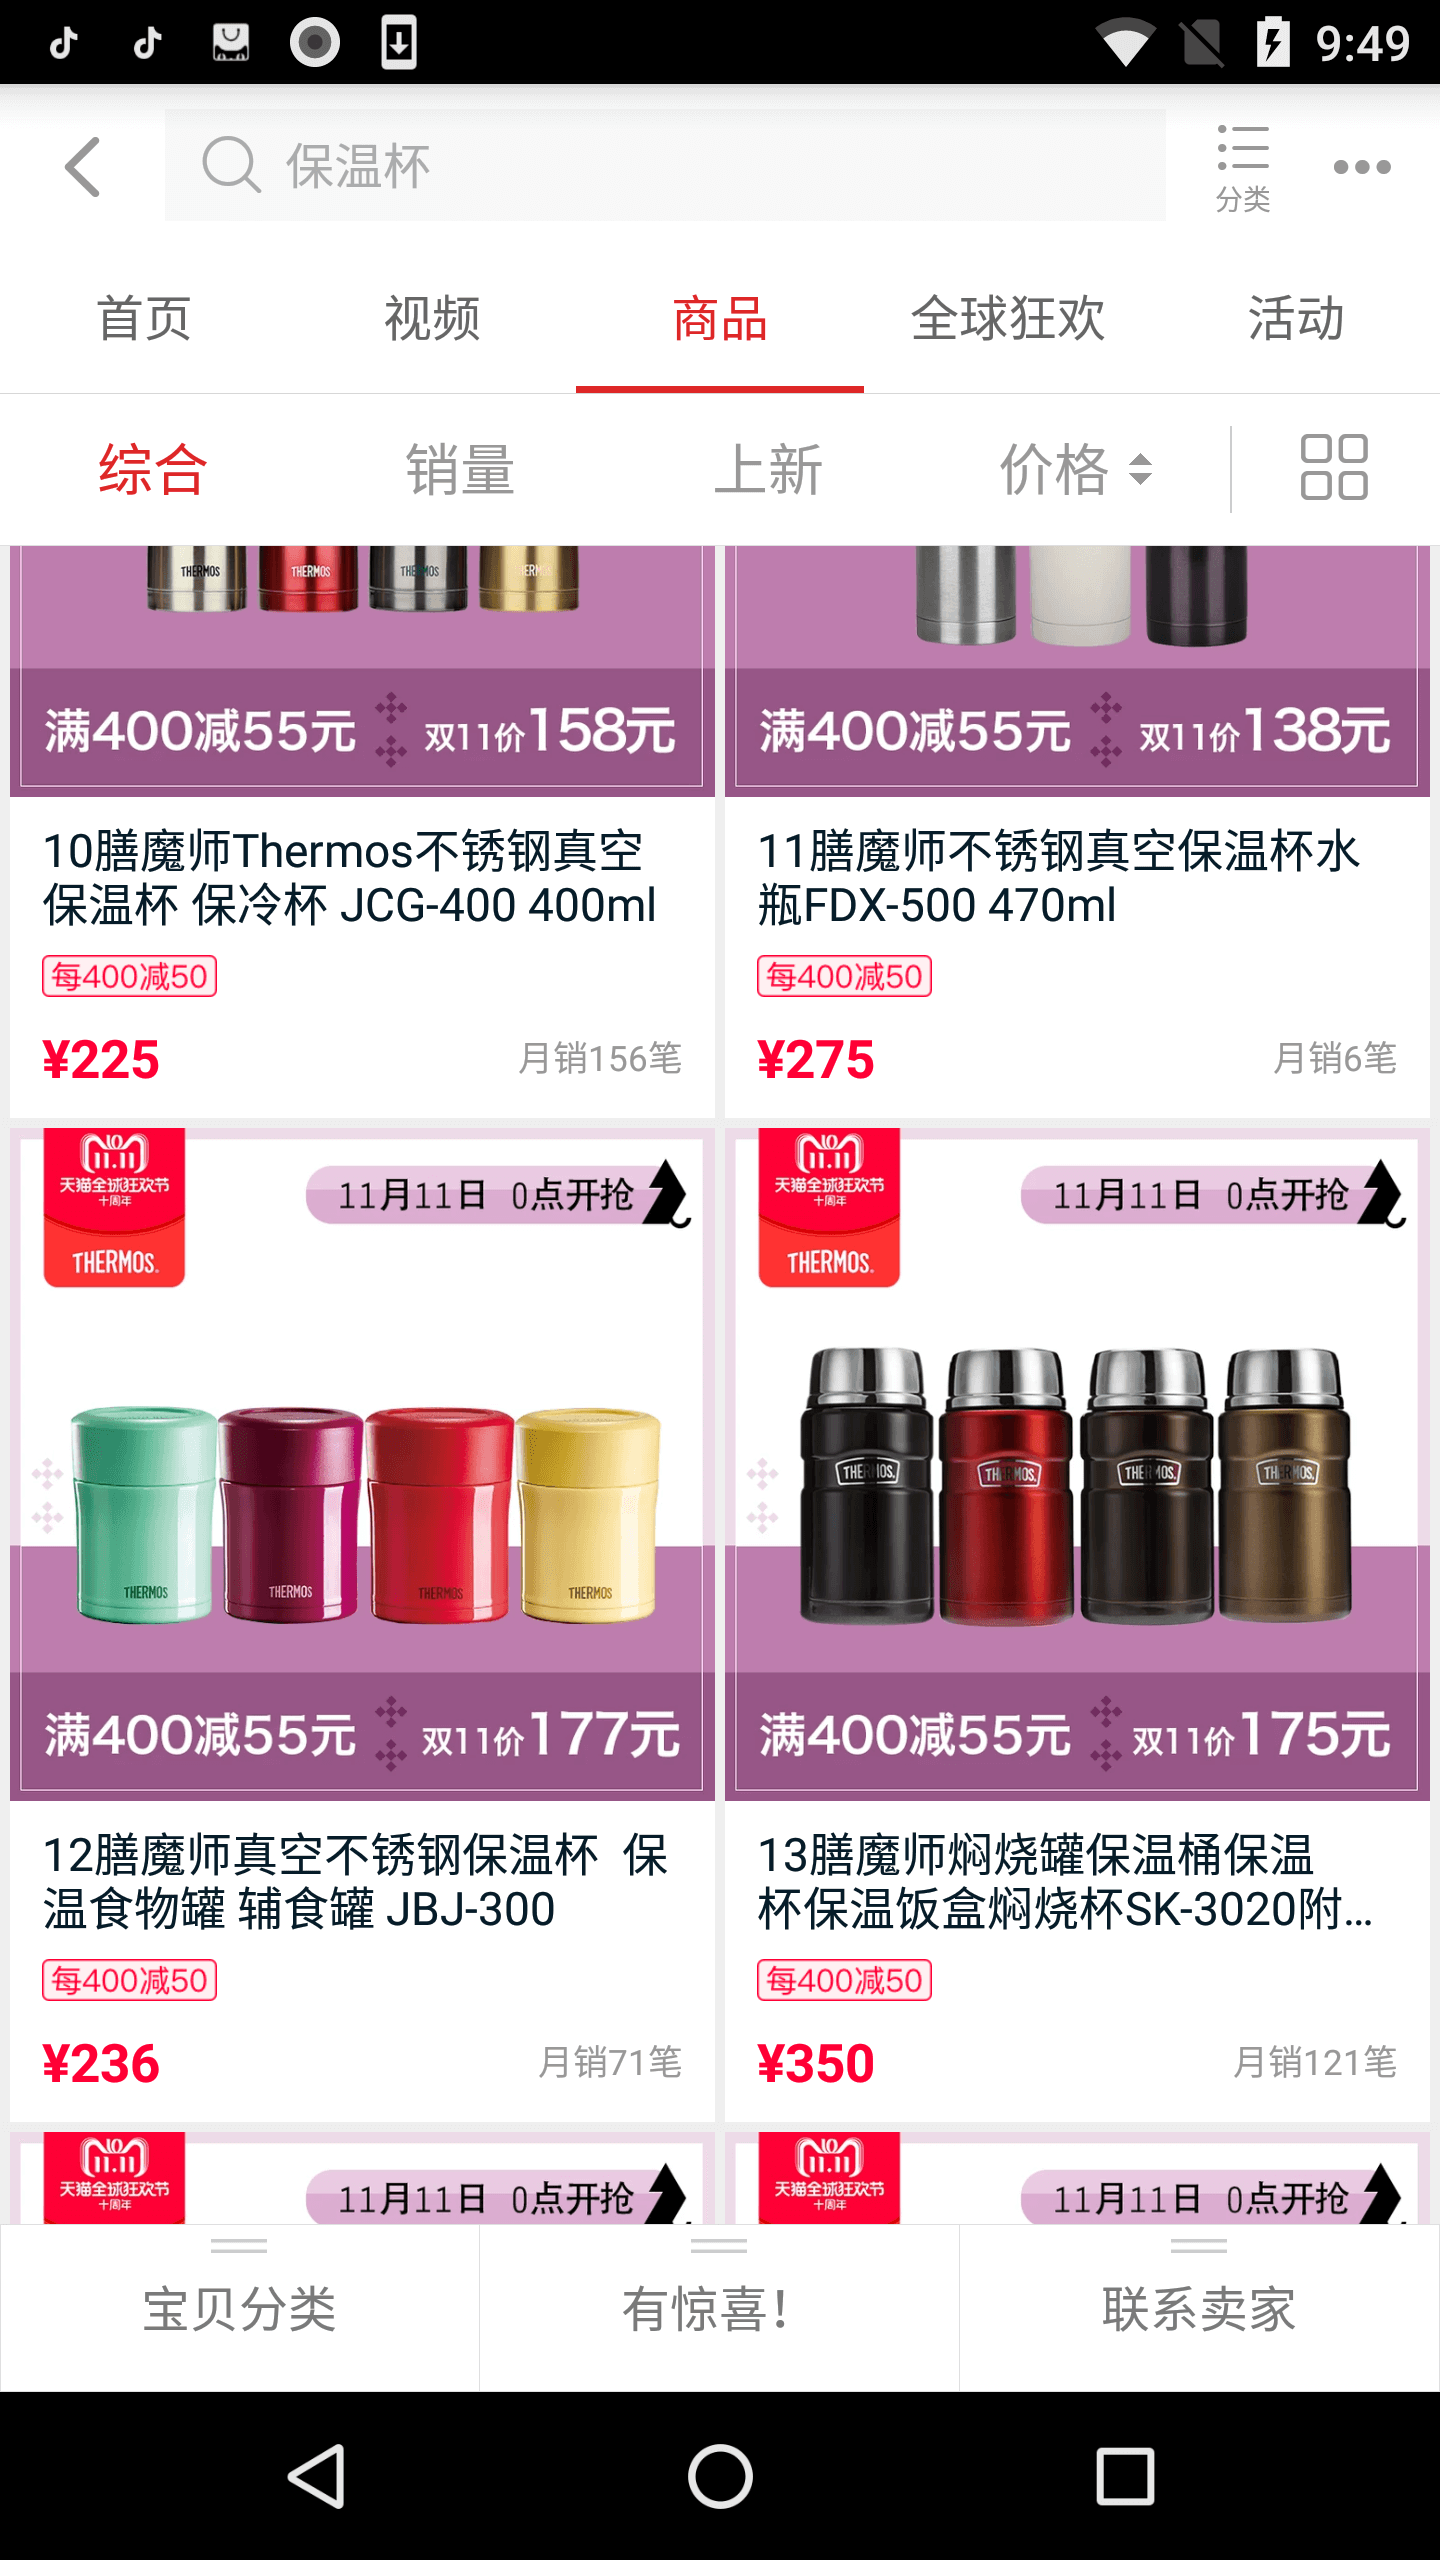 9:49
保温杯
分类
首页 视频 商品 全球狂欢 活动
综合 销量 上新 价格
THERMOS THERMOS THERMOS THERMOS
满400减55元 双11价158元
满400减55元 双11价138元
10膳魔师Thermos不锈钢真空
保温杯 保冷杯 JCG-400 400ml
每400减50
¥225 月销156笔
11膳魔师不锈钢真空保温杯水
瓶FDX-500 470ml
每400减50
¥275 月销6笔
11.11
天猫全球狂欢节
十周年
THERMOS.
11月11日 0点开抢
THERMOS THERMOS THERMOS THERMOS
满400减55元 双11价177元
12膳魔师真空不锈钢保温杯 保
温食物罐 辅食罐 JBJ-300
每400减50
¥236 月销71笔
11.11
天猫全球狂欢节
十周年
THERMOS.
11月11日 0点开抢
THERMOS. THERMOS. THERMOS. THERMOS.
满400减55元 双11价175元
13膳魔师焖烧罐保温桶保温
杯保温饭盒焖烧杯SK-3020附...
每400减50
¥350 月销121笔
11.11
天猫全球狂欢节
十周年
11月11日 0点开抢
11.11
天猫全球狂欢节
十周年
11月11日 0点开抢
宝贝分类 有惊喜！ 联系卖家